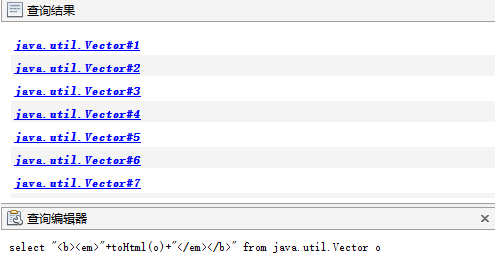 查询结果
java.util.Vector#1
java.util.Vector#2
java.util.Vector#3
java.util.Vector#4
java.util.Vector#5
java.util.Vector#6
java.util.Vector#7
查询编辑器
select "<b><em>"+toHtml(o)+"</em></b>" from java.util.Vector o